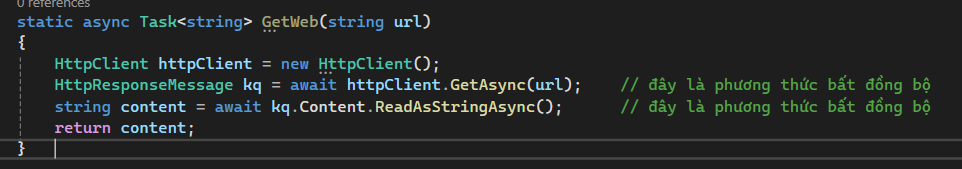 0 references
static async Task<string> GetWeb(string url)
{
HttpClient httpClient = new HttpClient();
HttpResponseMessage kq = await httpClient.GetAsync(url); // đây là phương thức bất đồng bộ
string content = await kq.Content.ReadAsStringAsync(); // đây là phương thức bất đồng bộ
return content;
}